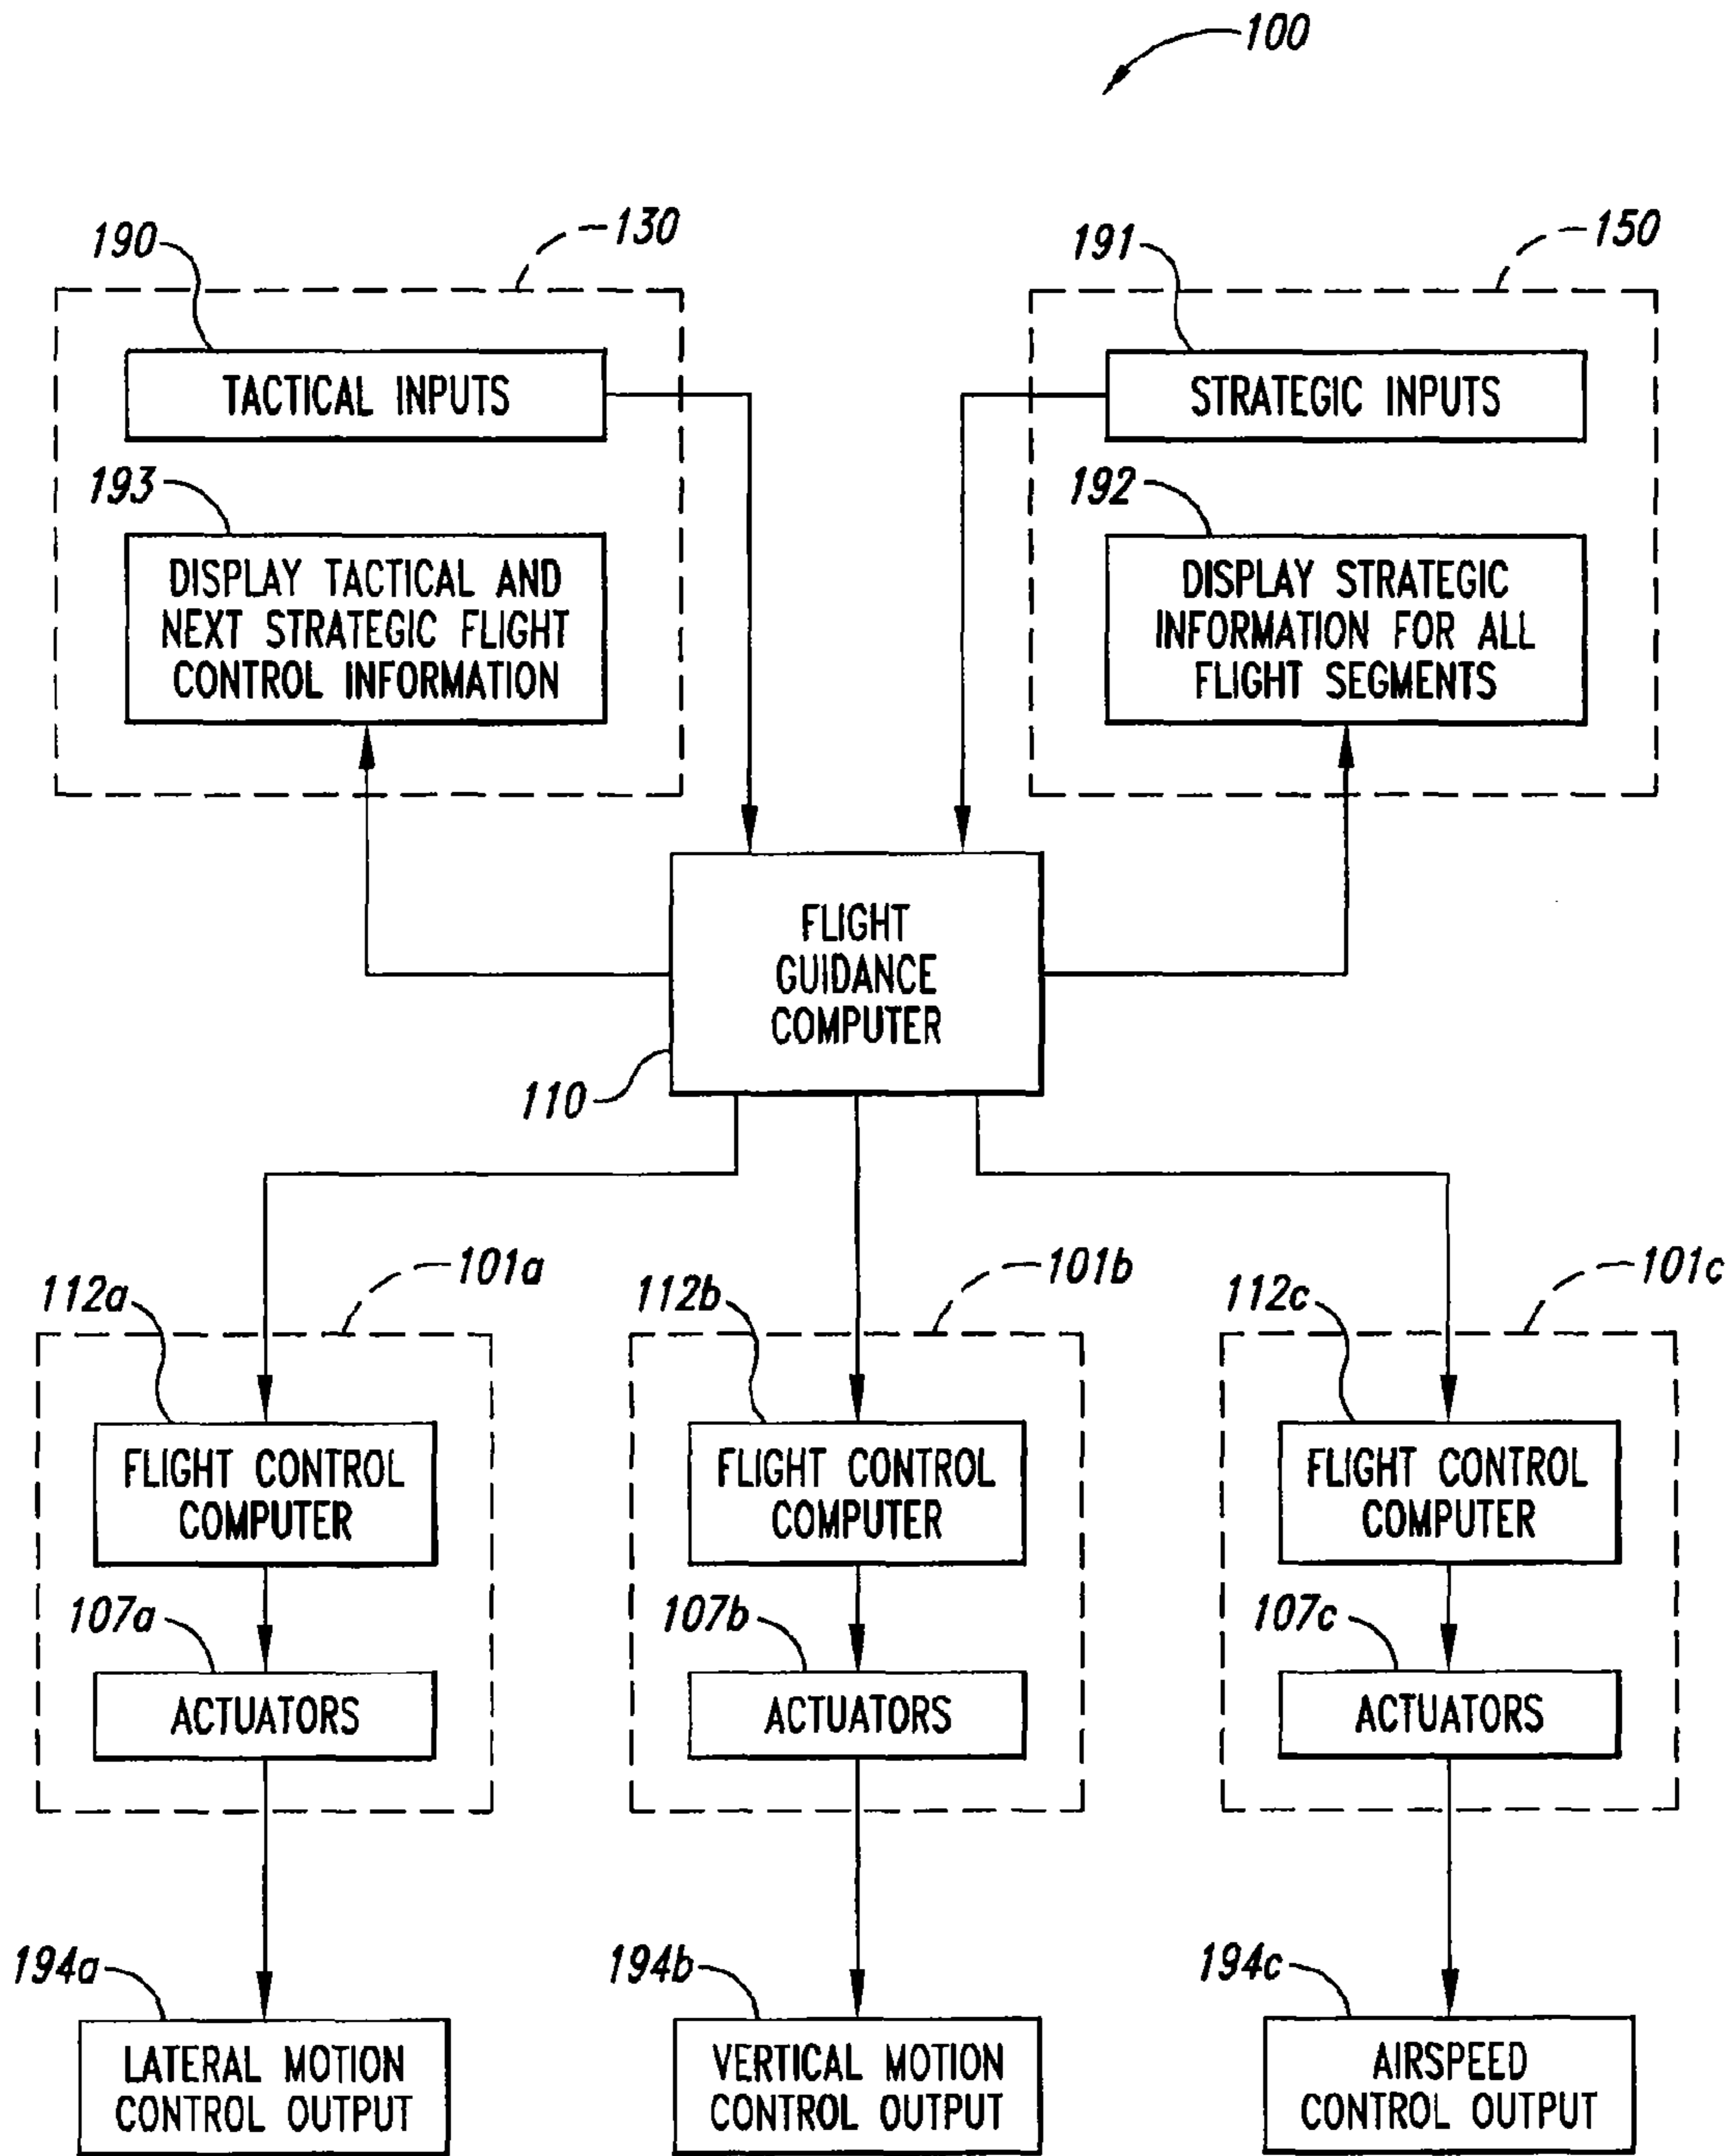 100
130
150
190
191
TACTICAL INPUTS
STRATEGIC INPUTS
193
192
DISPLAY TACTICAL AND
NEXT STRATEGIC FLIGHT
CONTROL INFORMATION
DISPLAY STRATEGIC
INFORMATION FOR ALL
FLIGHT SEGMENTS
FLIGHT
GUIDANCE
COMPUTER
110
101a
101b
101c
112a
112b
112c
FLIGHT CONTROL
COMPUTER
FLIGHT CONTROL
COMPUTER
FLIGHT CONTROL
COMPUTER
107a
107b
107c
ACTUATORS
ACTUATORS
ACTUATORS
194a
194b
194c
LATERAL MOTION
CONTROL OUTPUT
VERTICAL MOTION
CONTROL OUTPUT
AIRSPEED
CONTROL OUTPUT